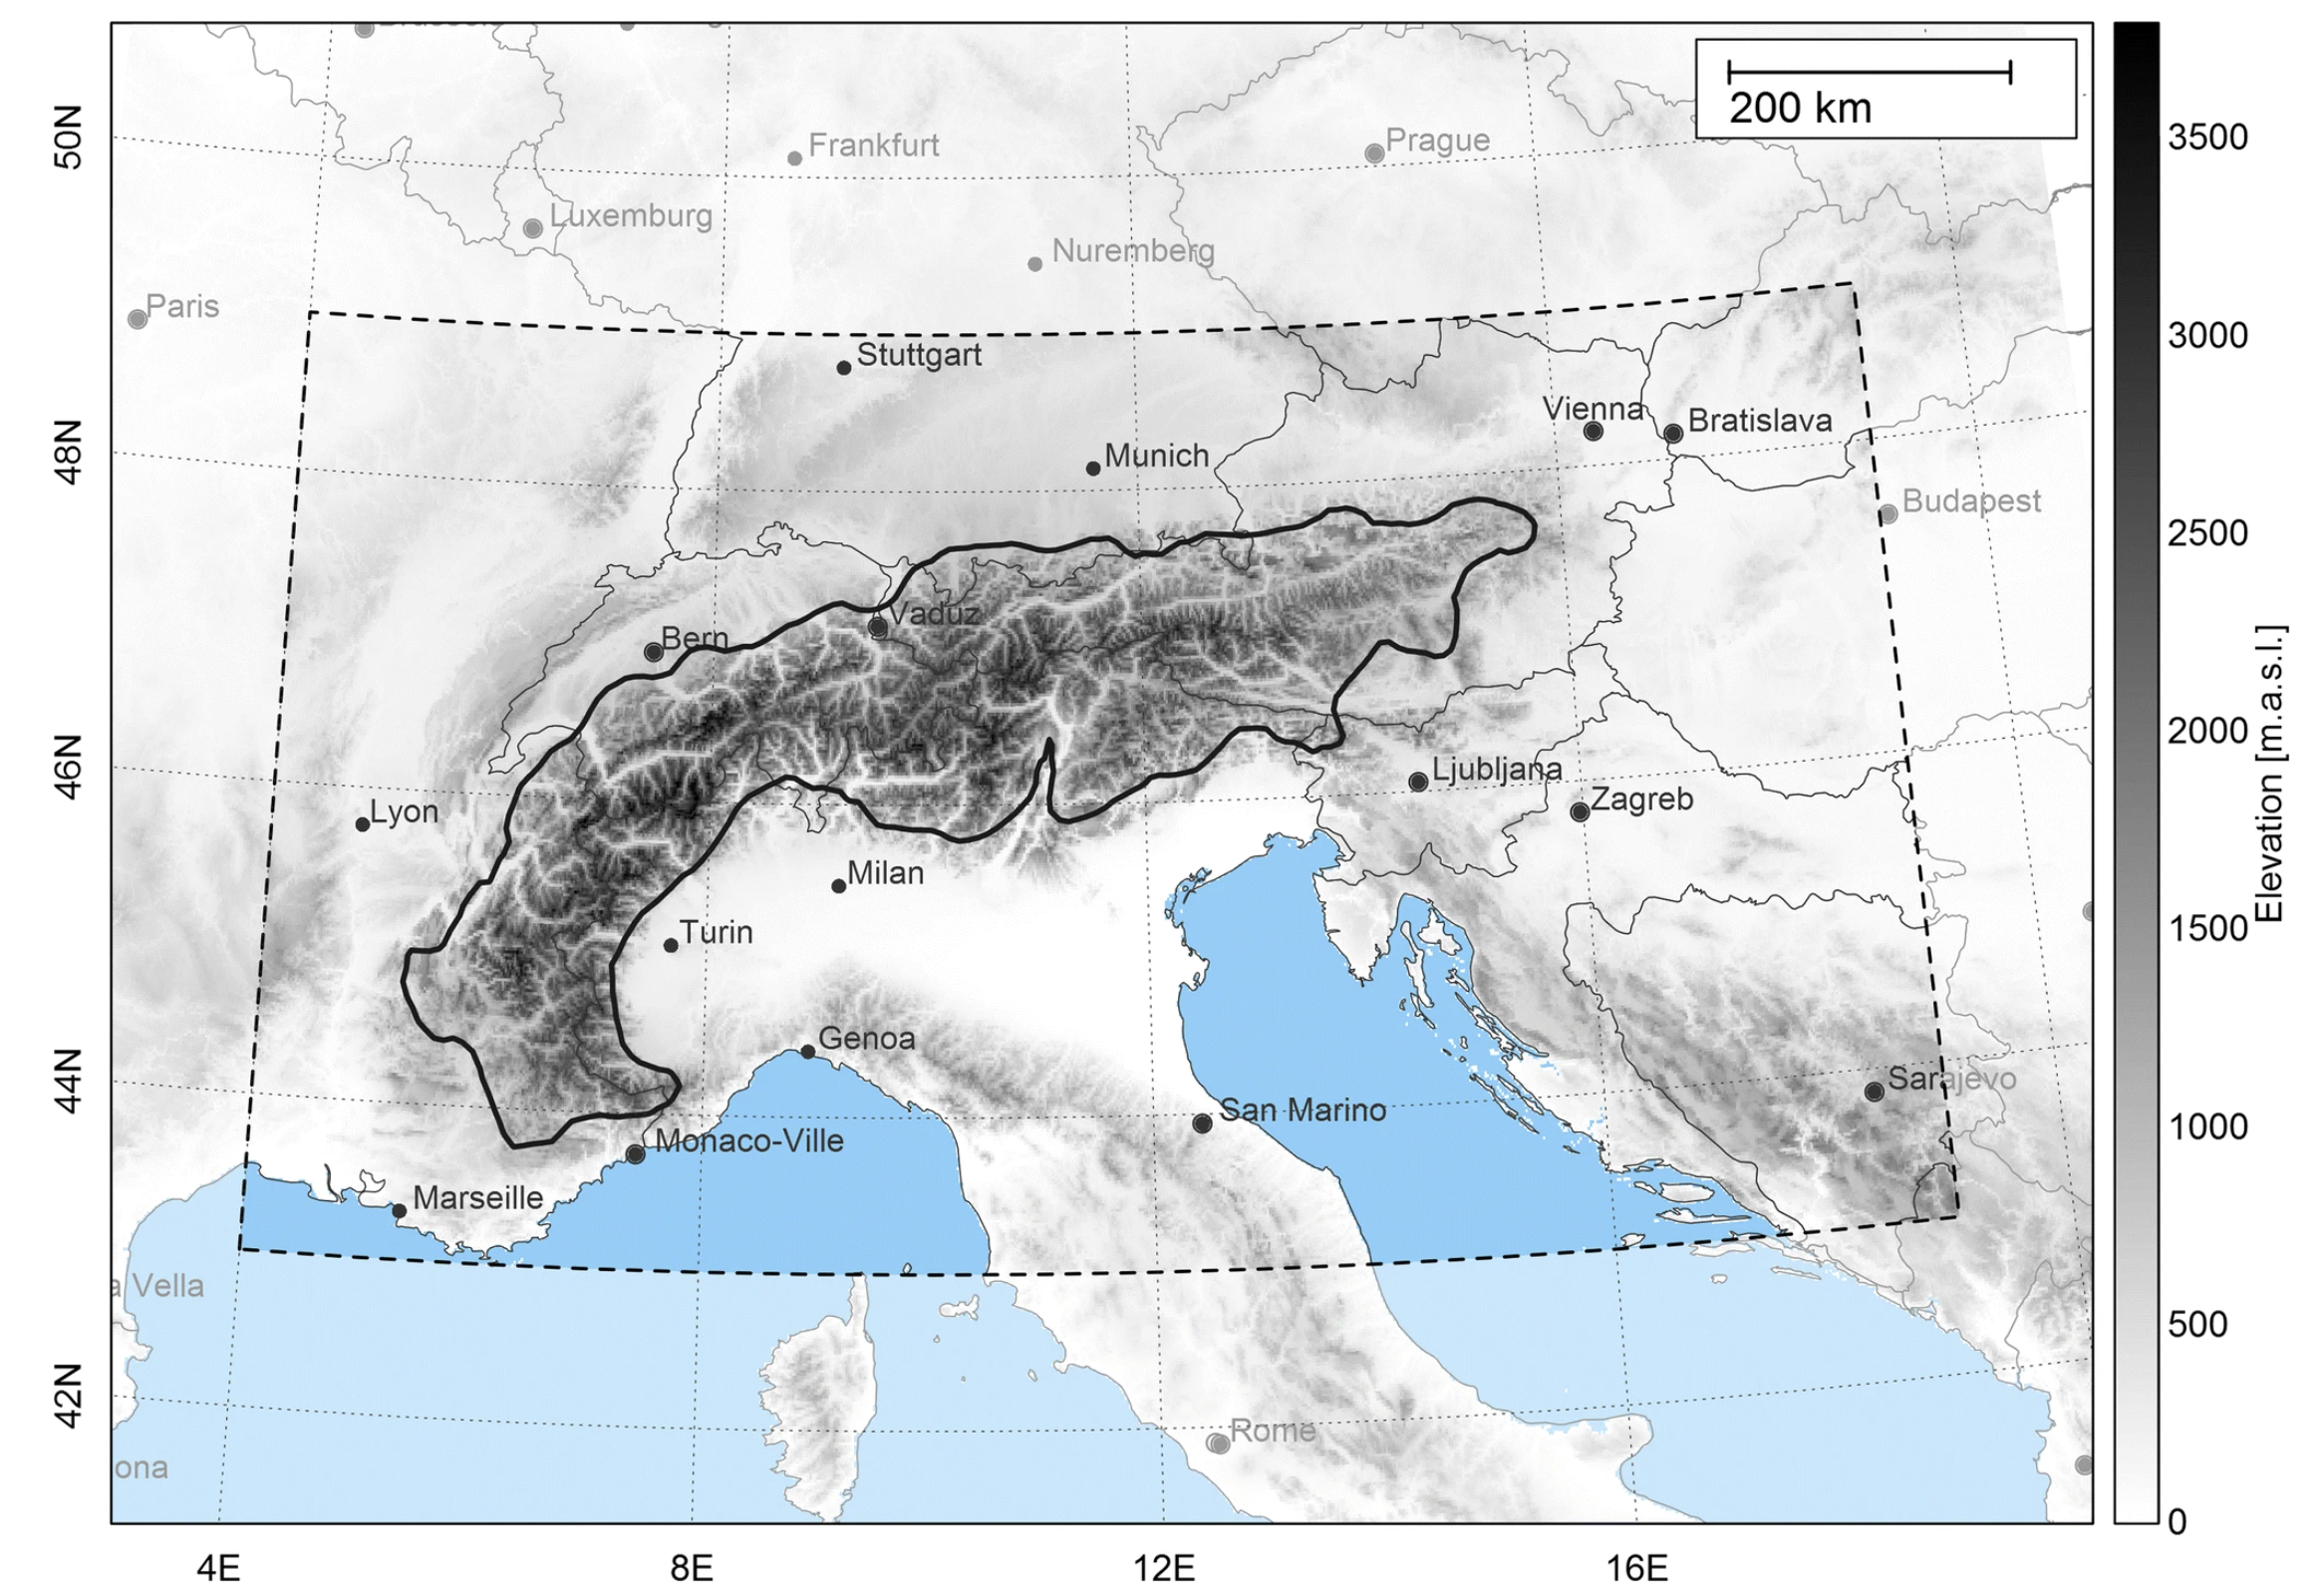 200 km
50N
Frankfurt
Prague
3500
Luxemburg
Nuremberg
Paris
3000
Stuttgart
Vienna
Bratislava
48N
Munich
Budapest
2500
Vaduz
Bern
46N
Ljubljana
2000
Lyon
Zagreb
Elevation [m.a.s.l.]
Milan
Turin
1500
Genoa
44N
Sarajevo
San Marino
1000
Monaco-Ville
Marseille
a Vella
500
42N
Rome
ona
0
4E
8E
12E
16E